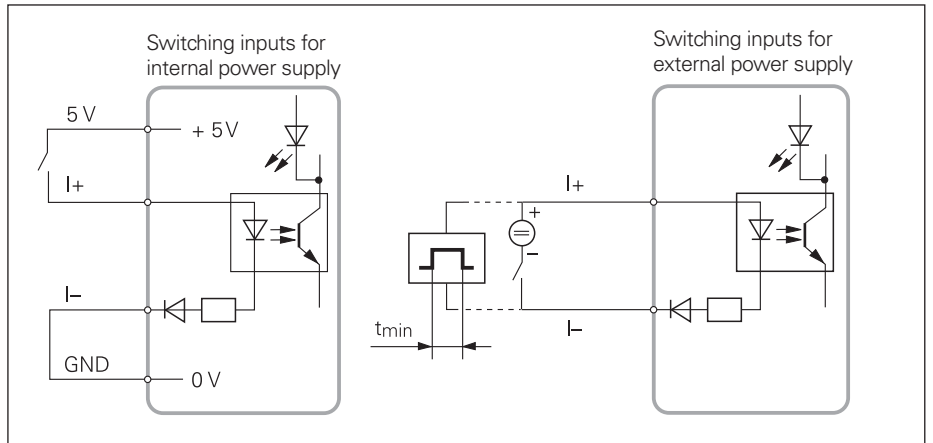 Switching inputs for
internal power supply
5 V
+ 5V
I+
I–
GND
0 V
Switching inputs for
external power supply
I+
+
–
I–
tmin